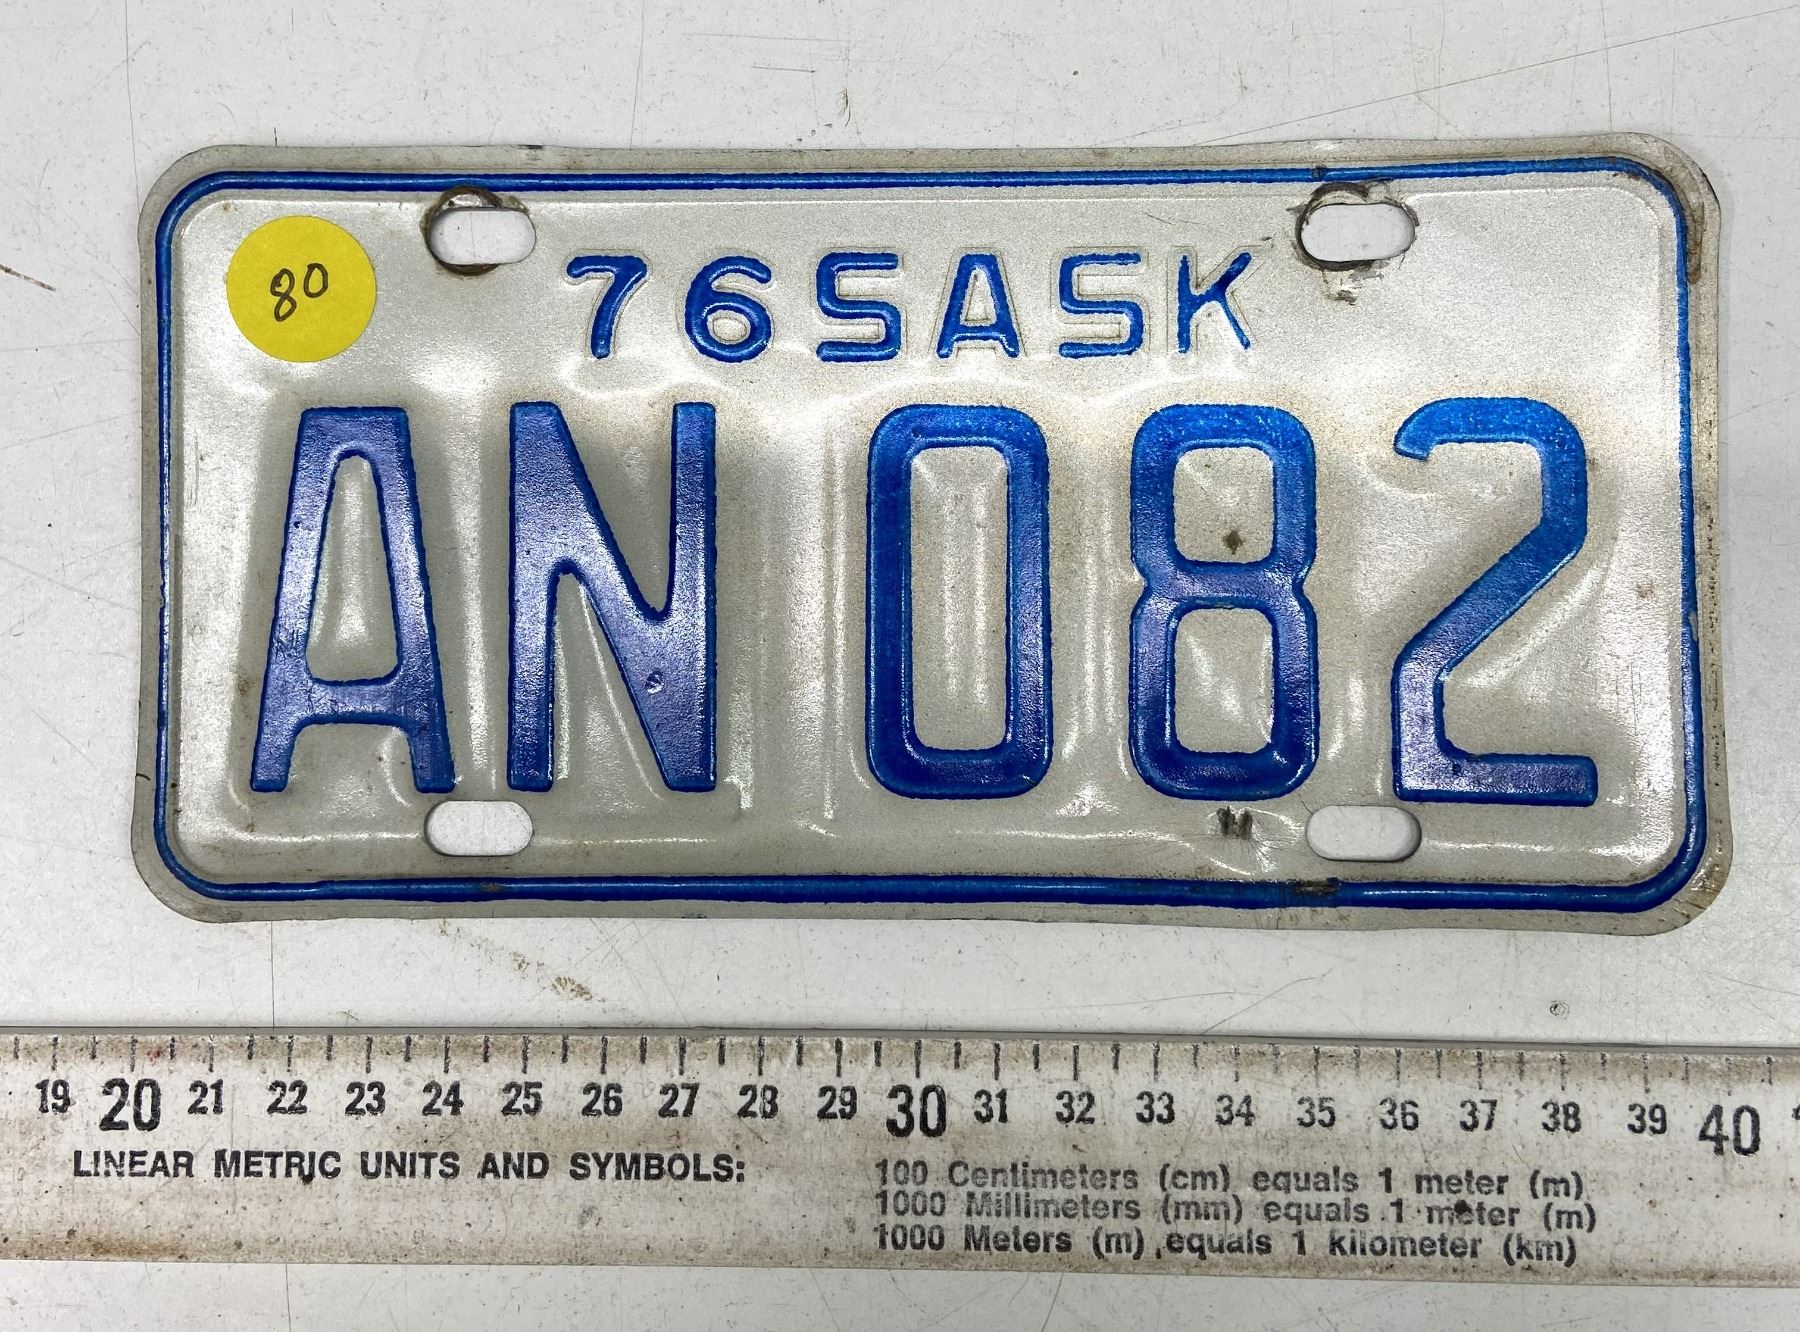 80
76 SASK
AN 082
19 20 21 22 23 24 25 26 27 28 29 30 31 32 33 34 35 36 37 38 39 40
LINEAR METRIC UNITS AND SYMBOLS:
100 Centimeters (cm) equals 1 meter (m)
1000 Millimeters (mm) equals 1 meter (m)
1000 Meters (m) equals 1 kilometer (km)